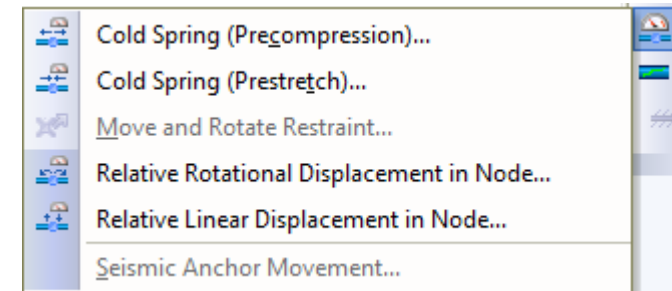 Cold Spring (Precompression)...
Cold Spring (Prestretch)...
Move and Rotate Restraint...
Relative Rotational Displacement in Node...
Relative Linear Displacement in Node...
Seismic Anchor Movement...